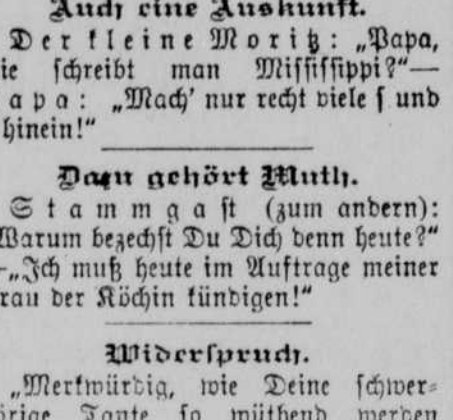 Auch eine Auskunft.
Der kleine Moritz: „Papa,
ie schreibt man Mississippi?“—
apa: „Mach' nur recht viele ſ und
hinein!“
Dazu gehört Muth.
Stammgast (zum andern):
Warum bezechst Du Dich denn heute?“
—„Ich muß heute im Auftrage meiner
rau der Köchin kündigen!“
Widerspruch.
„Merkwürdig, wie Deine schwer=
örige Tante so wüthend werden